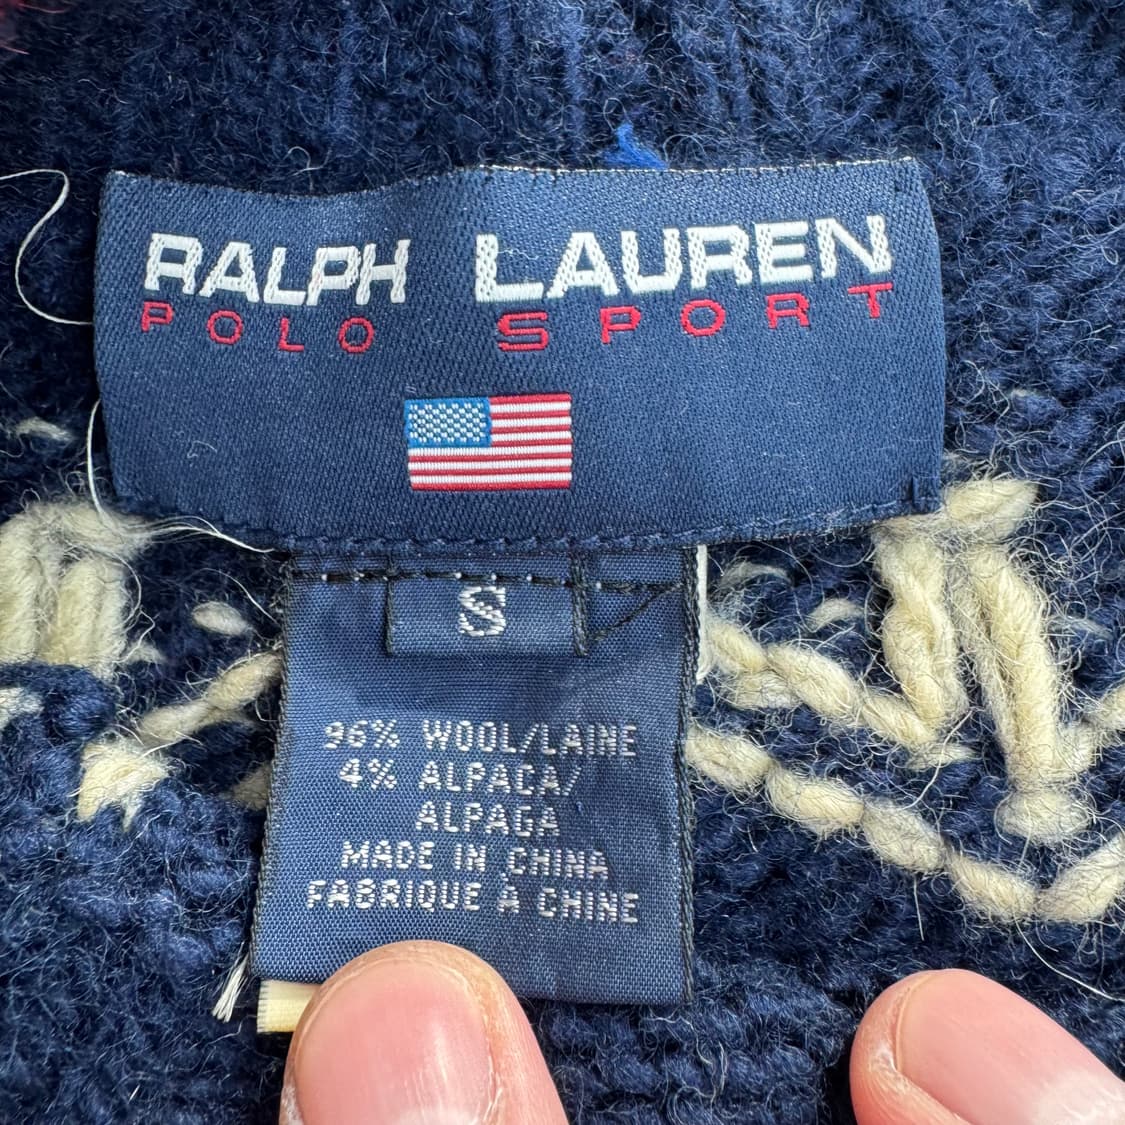 RALPH LAUREN
POLO SPORT
S
96% WOOL/LAINE
4% ALPACA/
ALPAGA
MADE IN CHINA
FABRIQUE À CHINE